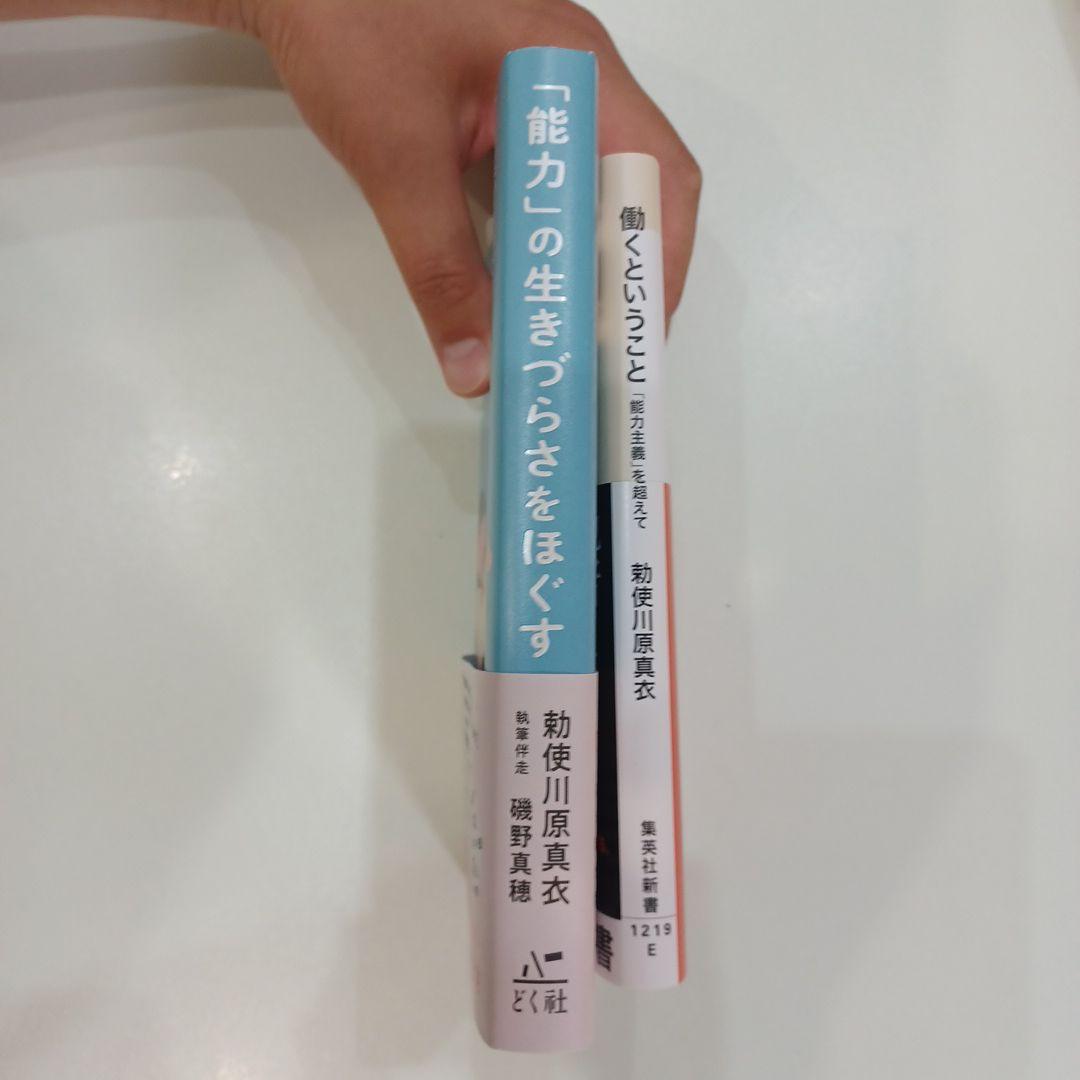 「能力」の生きづらさをほぐす
勅使川原真衣
執筆伴走 磯野真穂
どく社
働くということ 「能力主義」を超えて
勅使川原真衣
集英社新書
1219
E
書